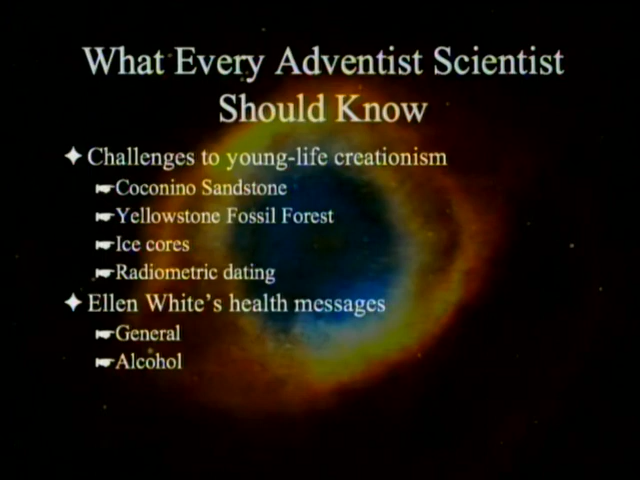 What Every Adventist Scientist
Should Know
Challenges to young-life creationism
Coconino Sandstone
Yellowstone Fossil Forest
Ice cores
Radiometric dating
Ellen White's health messages
General
Alcohol